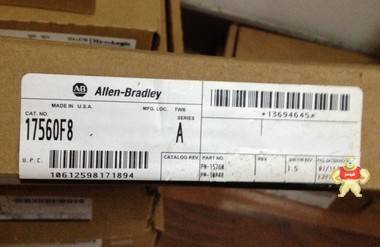 AB Allen-Bradley
MADE IN U.S.A.
MFG. LOC. TWB
CAT. NO.
SERIES
17560F8
A
*13694645*
U.P.C.
10612598171894
CATALOG REV.
PART NO
REV
PN-15760
1.5